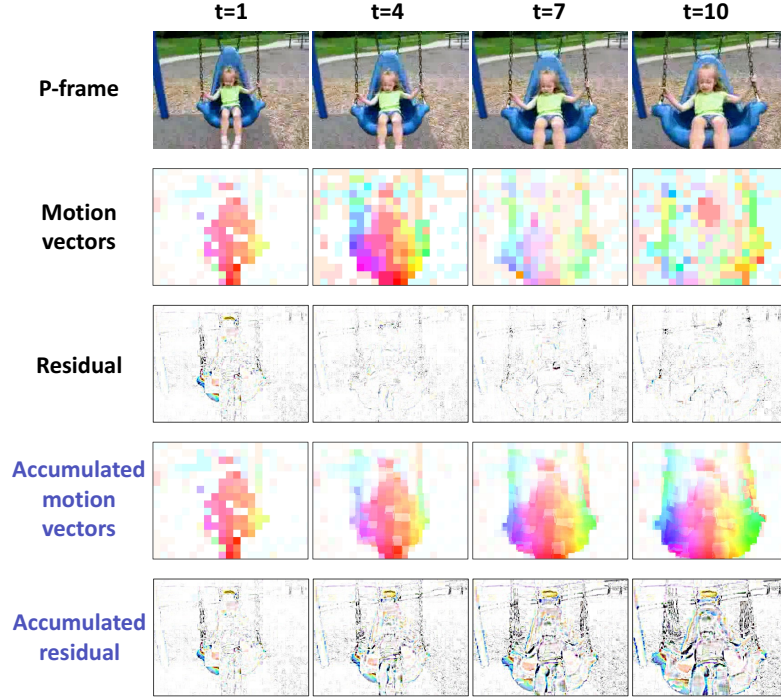 t=1 t=4 t=7 t=10
P-frame
Motion
vectors
Residual
Accumulated
motion
vectors
Accumulated
residual